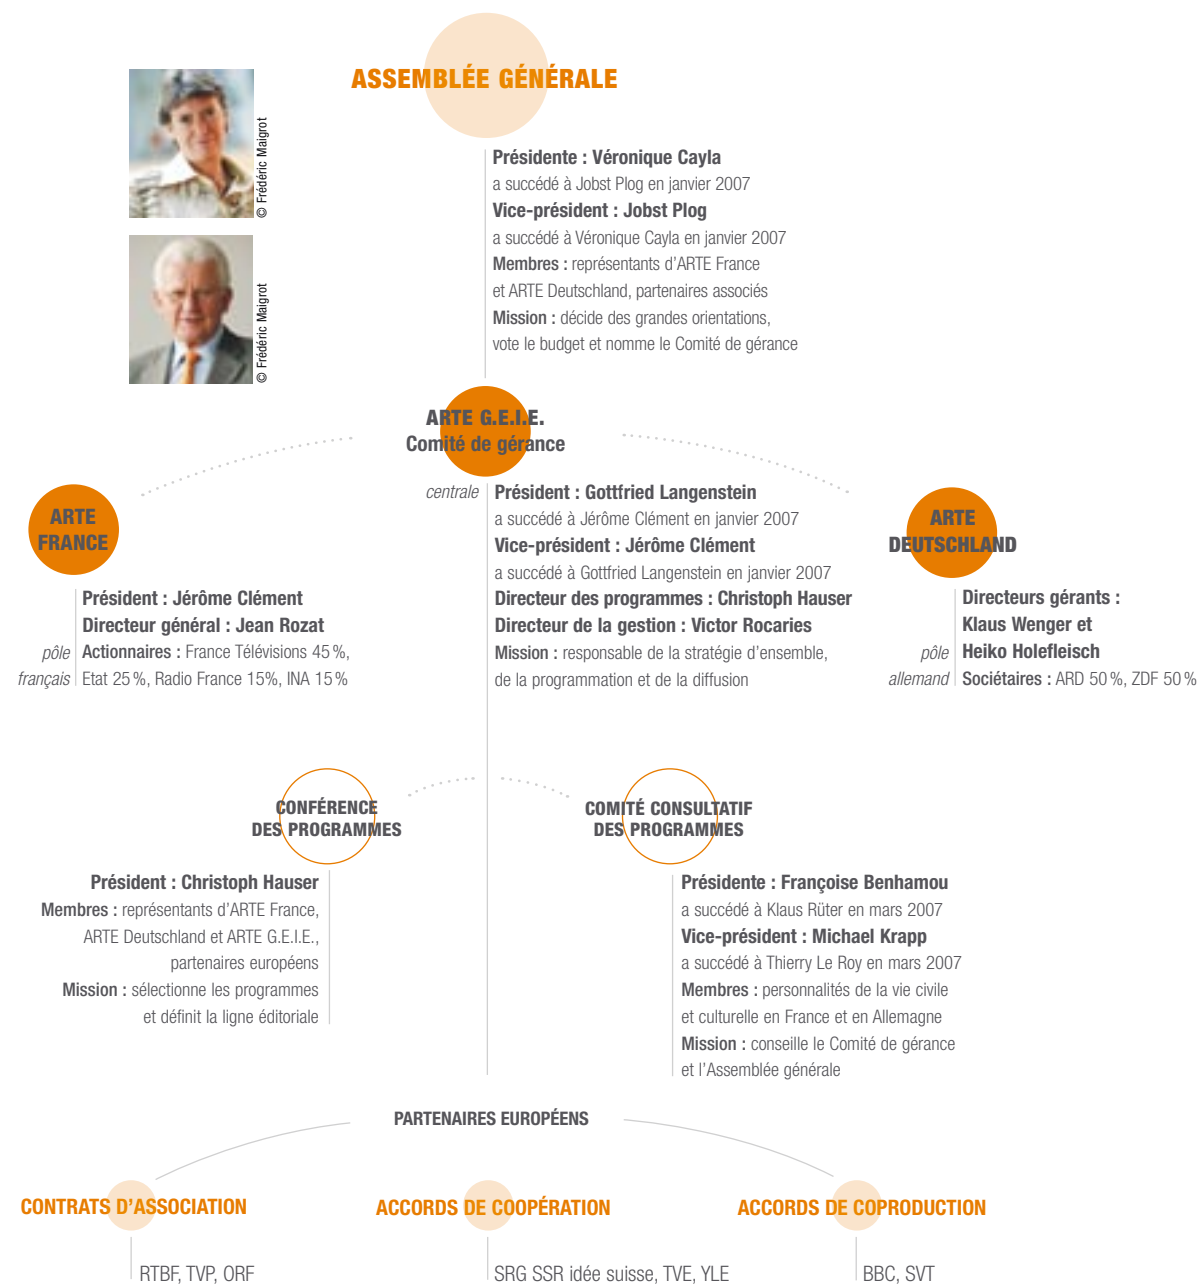 ASSEMBLÉE GÉNÉRALE
© Frédéric Maigrot
© Frédéric Maigrot
Présidente : Véronique Cayla
a succédé à Jobst Plog en janvier 2007
Vice-président : Jobst Plog
a succédé à Véronique Cayla en janvier 2007
Membres : représentants d’ARTE France
et ARTE Deutschland, partenaires associés
Mission : décide des grandes orientations,
vote le budget et nomme le Comité de gérance
ARTE G.E.I.E.
Comité de gérance
centrale
Président : Gottfried Langenstein
a succédé à Jérôme Clément en janvier 2007
Vice-président : Jérôme Clément
a succédé à Gottfried Langenstein en janvier 2007
Directeur des programmes : Christoph Hauser
Directeur de la gestion : Victor Rocaries
Mission : responsable de la stratégie d’ensemble,
de la programmation et de la diffusion
ARTE
FRANCE
Président : Jérôme Clément
Directeur général : Jean Rozat
pôle
français
Actionnaires : France Télévisions 45 %,
Etat 25 %, Radio France 15%, INA 15 %
ARTE
DEUTSCHLAND
Directeurs gérants :
Klaus Wenger et
Heiko Holefleisch
pôle
allemand
Sociétaires : ARD 50 %, ZDF 50 %
CONFÉRENCE
DES PROGRAMMES
Président : Christoph Hauser
Membres : représentants d’ARTE France,
ARTE Deutschland et ARTE G.E.I.E.,
partenaires européens
Mission : sélectionne les programmes
et définit la ligne éditoriale
COMITÉ CONSULTATIF
DES PROGRAMMES
Présidente : Françoise Benhamou
a succédé à Klaus Rüter en mars 2007
Vice-président : Michael Krapp
a succédé à Thierry Le Roy en mars 2007
Membres : personnalités de la vie civile
et culturelle en France et en Allemagne
Mission : conseille le Comité de gérance
et l’Assemblée générale
PARTENAIRES EUROPÉENS
CONTRATS D’ASSOCIATION
RTBF, TVP, ORF
ACCORDS DE COOPÉRATION
SRG SSR idée suisse, TVE, YLE
ACCORDS DE COPRODUCTION
BBC, SVT